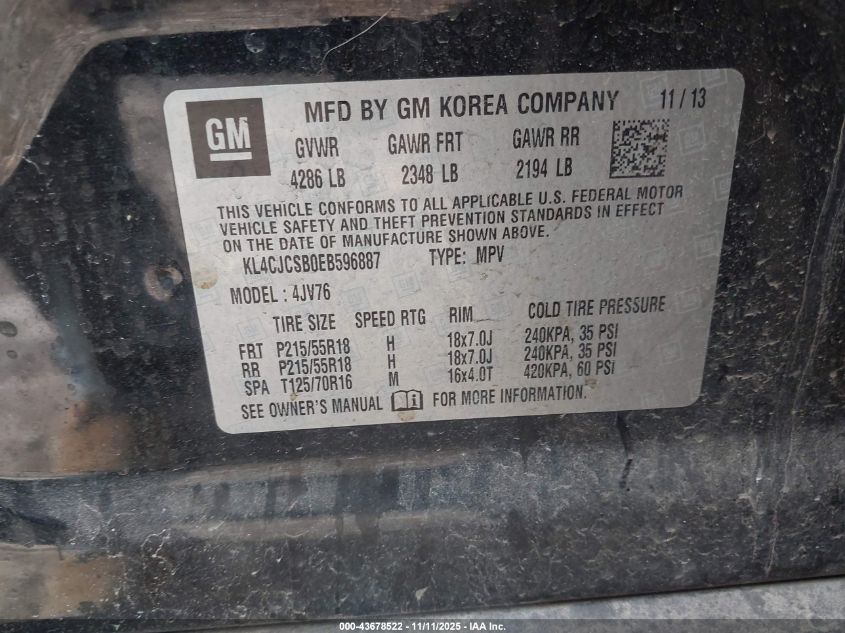 GM
MFD BY GM KOREA COMPANY 11 / 13
GVWR GAWR FRT GAWR RR
4286 LB 2348 LB 2194 LB
THIS VEHICLE CONFORMS TO ALL APPLICABLE U.S. FEDERAL MOTOR
VEHICLE SAFETY AND THEFT PREVENTION STANDARDS IN EFFECT
ON THE DATE OF MANUFACTURE SHOWN ABOVE.
KL4CJCSB0EB596887 TYPE: MPV
MODEL : 4JV76
TIRE SIZE SPEED RTG RIM COLD TIRE PRESSURE
FRT P215/55R18 H 18x7.0J 240KPA, 35 PSI
RR P215/55R18 H 18x7.0J 240KPA, 35 PSI
SPA T125/70R16 M 16x4.0T 420KPA, 60 PSI
SEE OWNER'S MANUAL FOR MORE INFORMATION.
000-43678522 - 11/11/2025 - IAA Inc.